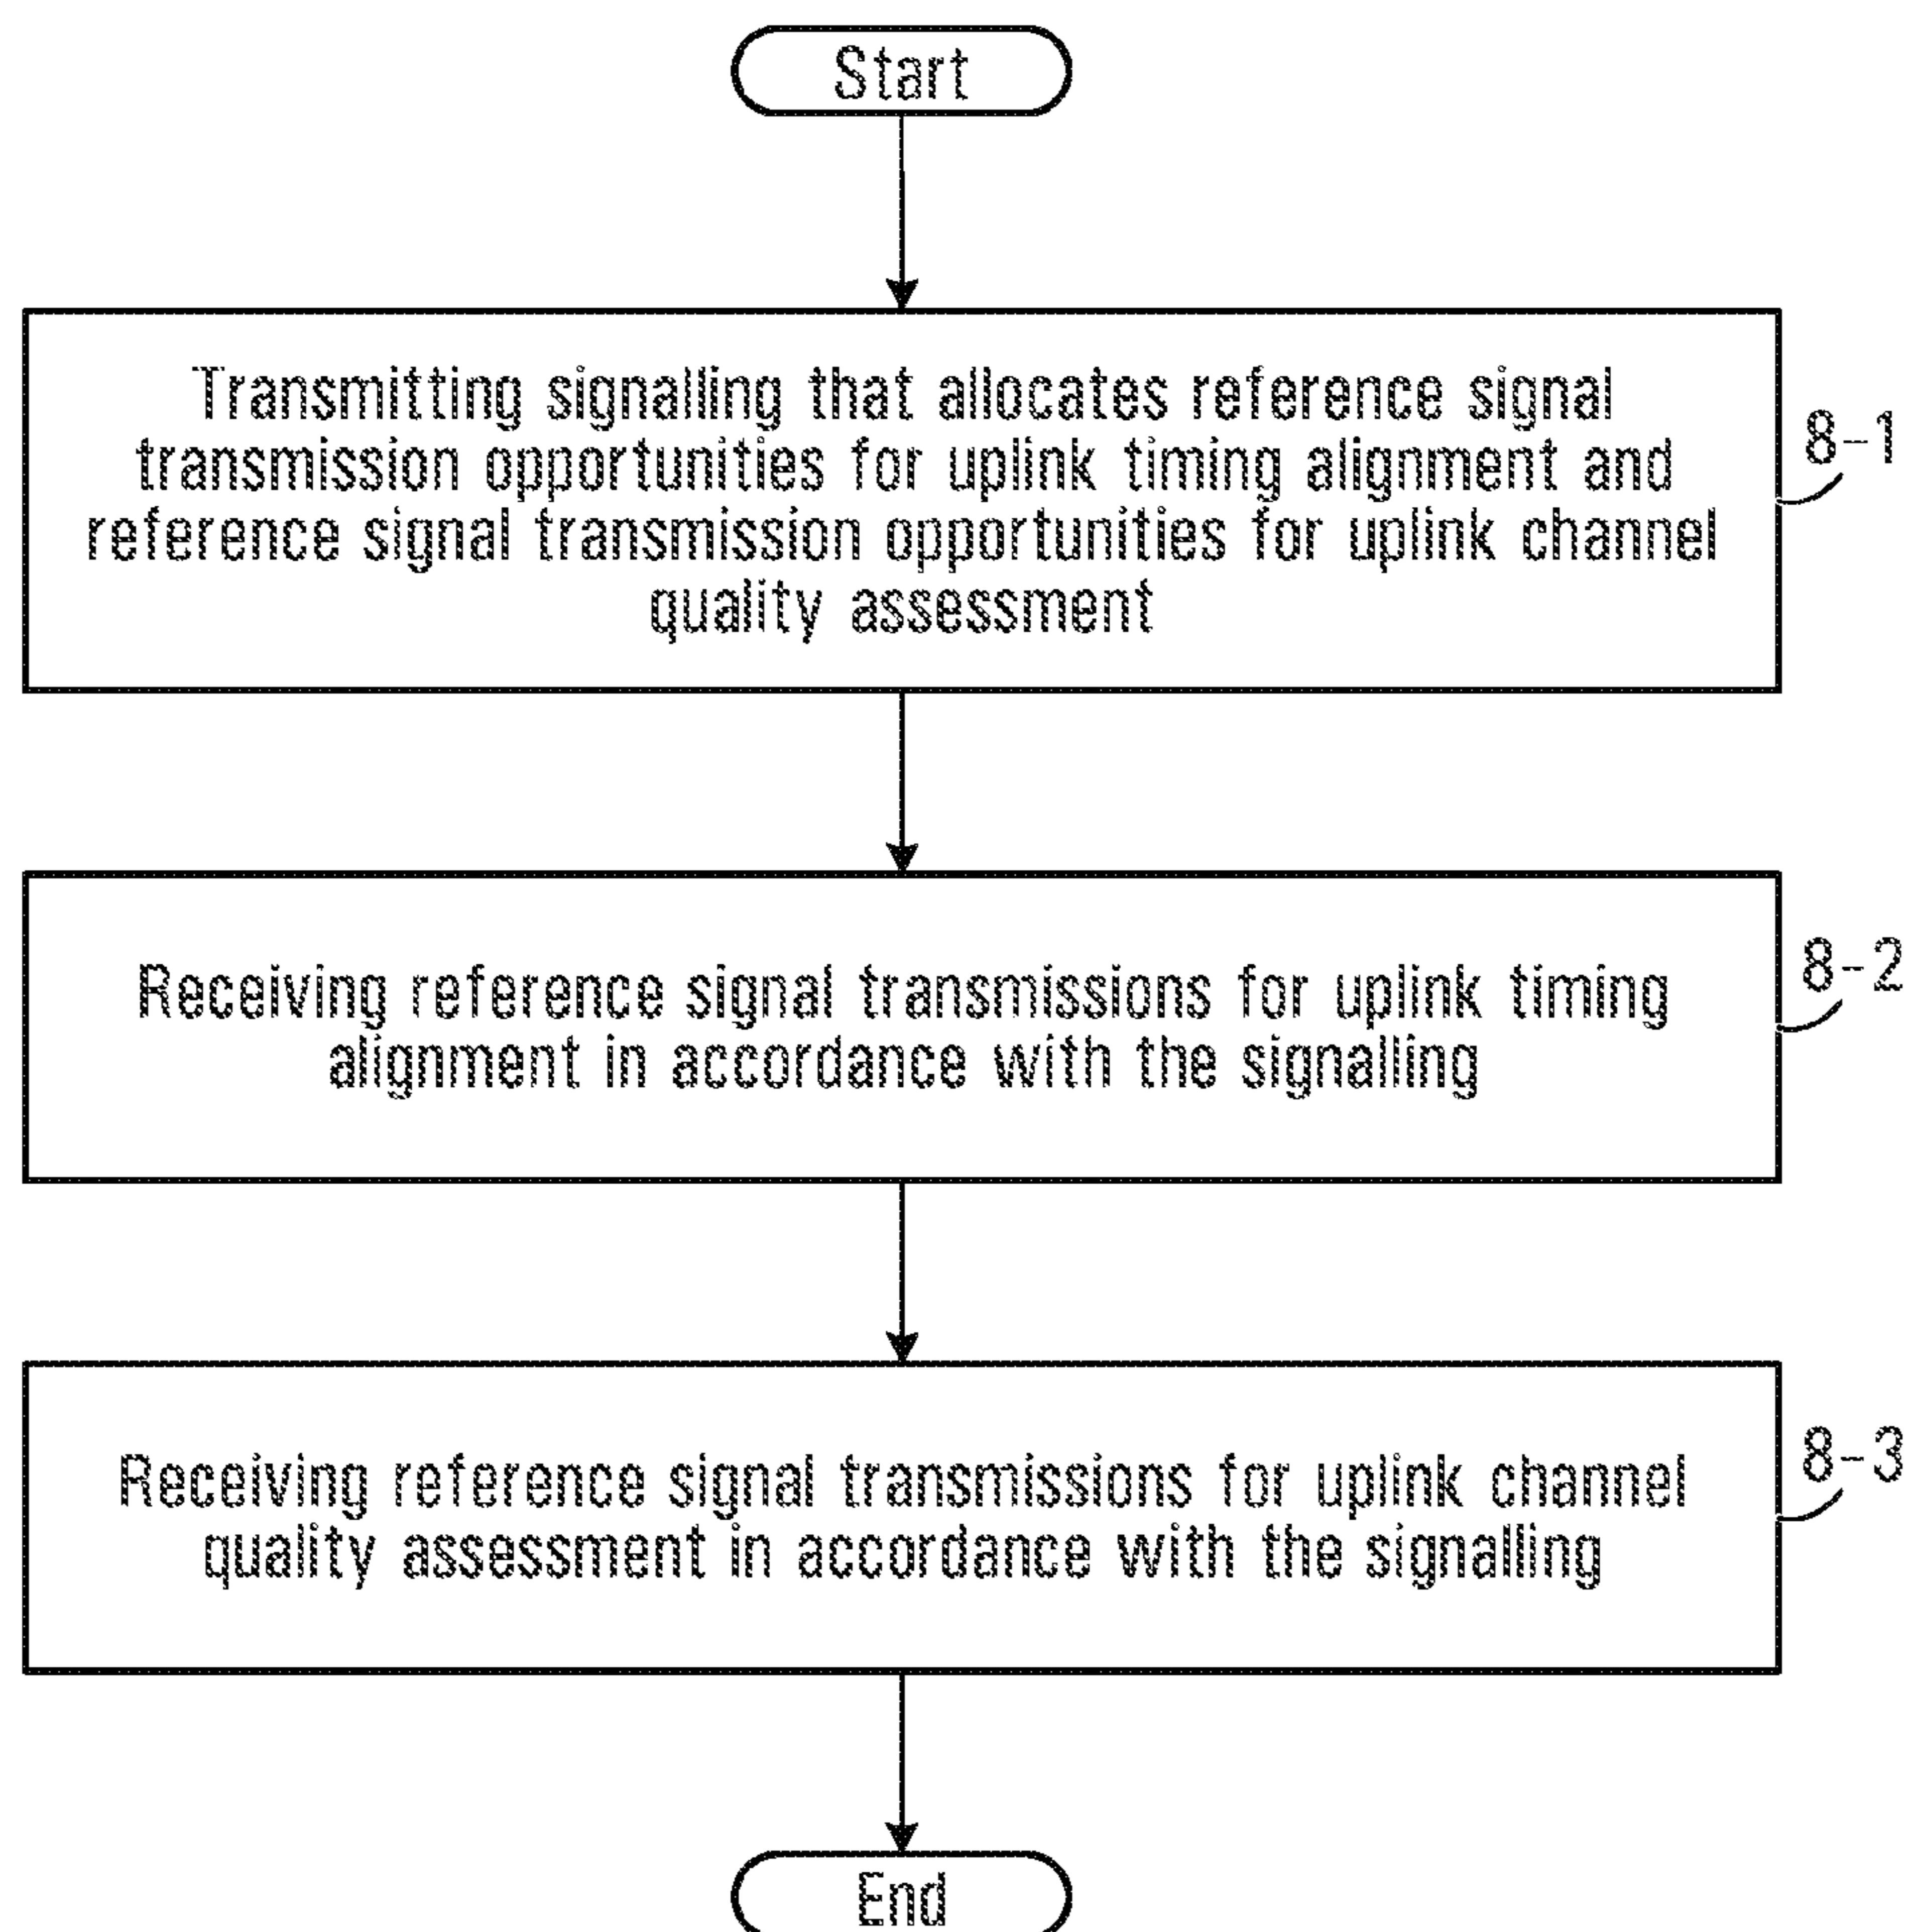 Start
Transmitting signalling that allocates reference signal
transmission opportunities for uplink timing alignment and
reference signal transmission opportunities for uplink channel
quality assessment
8-1
Receiving reference signal transmissions for uplink timing
alignment in accordance with the signalling
8-2
Receiving reference signal transmissions for uplink channel
quality assessment in accordance with the signalling
8-3
End